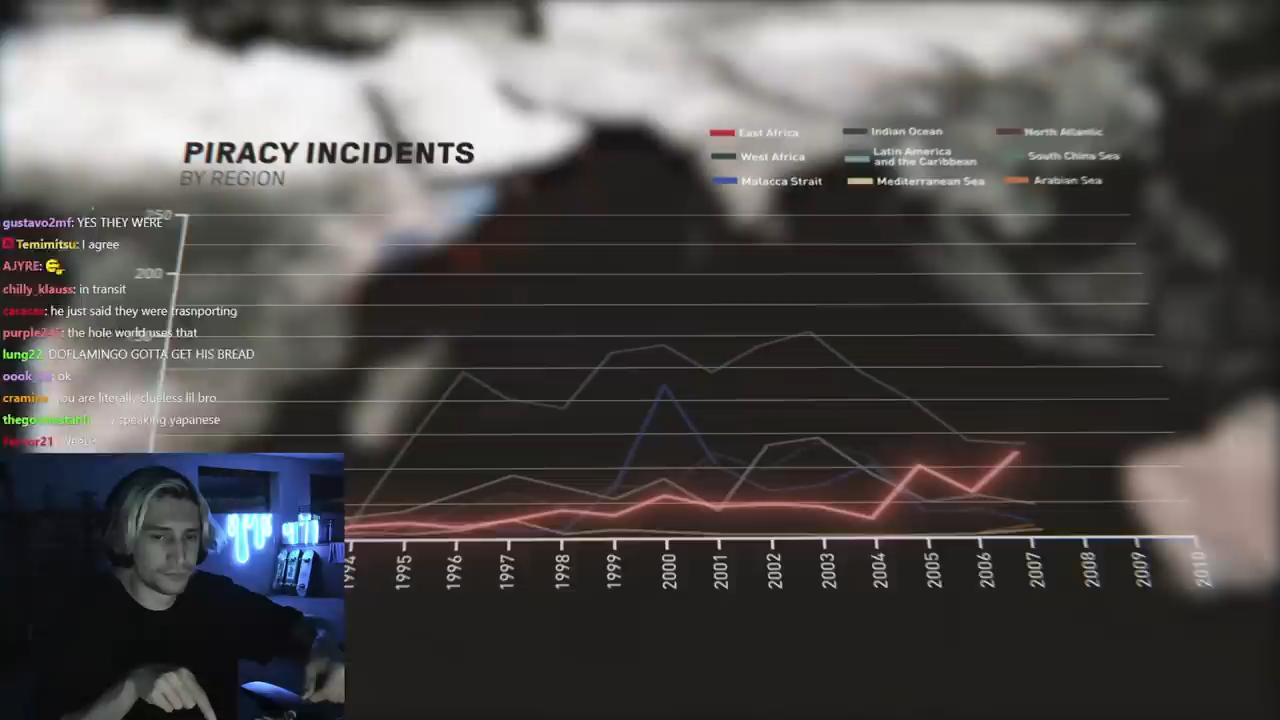 PIRACY INCIDENTS
BY REGION
East Africa
West Africa
Malacca Strait
Indian Ocean
Latin America
and the Caribbean
Mediterranean Sea
North Atlantic
South China Sea
Arabian Sea
200
gustavo2mf: YES THEY WERE
Temimitsu: I agree
AJYRE:
chilly_klauss: in transit
: he just said they were trasnporting
: the hole world uses that
lung22: DOFLAMINGO GOTTA GET HIS BREAD
: ok
you are literally clueless lil bro
speaking yapanese
1994 1995 1996 1997 1998 1999 2000 2001 2002 2003 2004 2005 2006 2007 2008 2009 2010